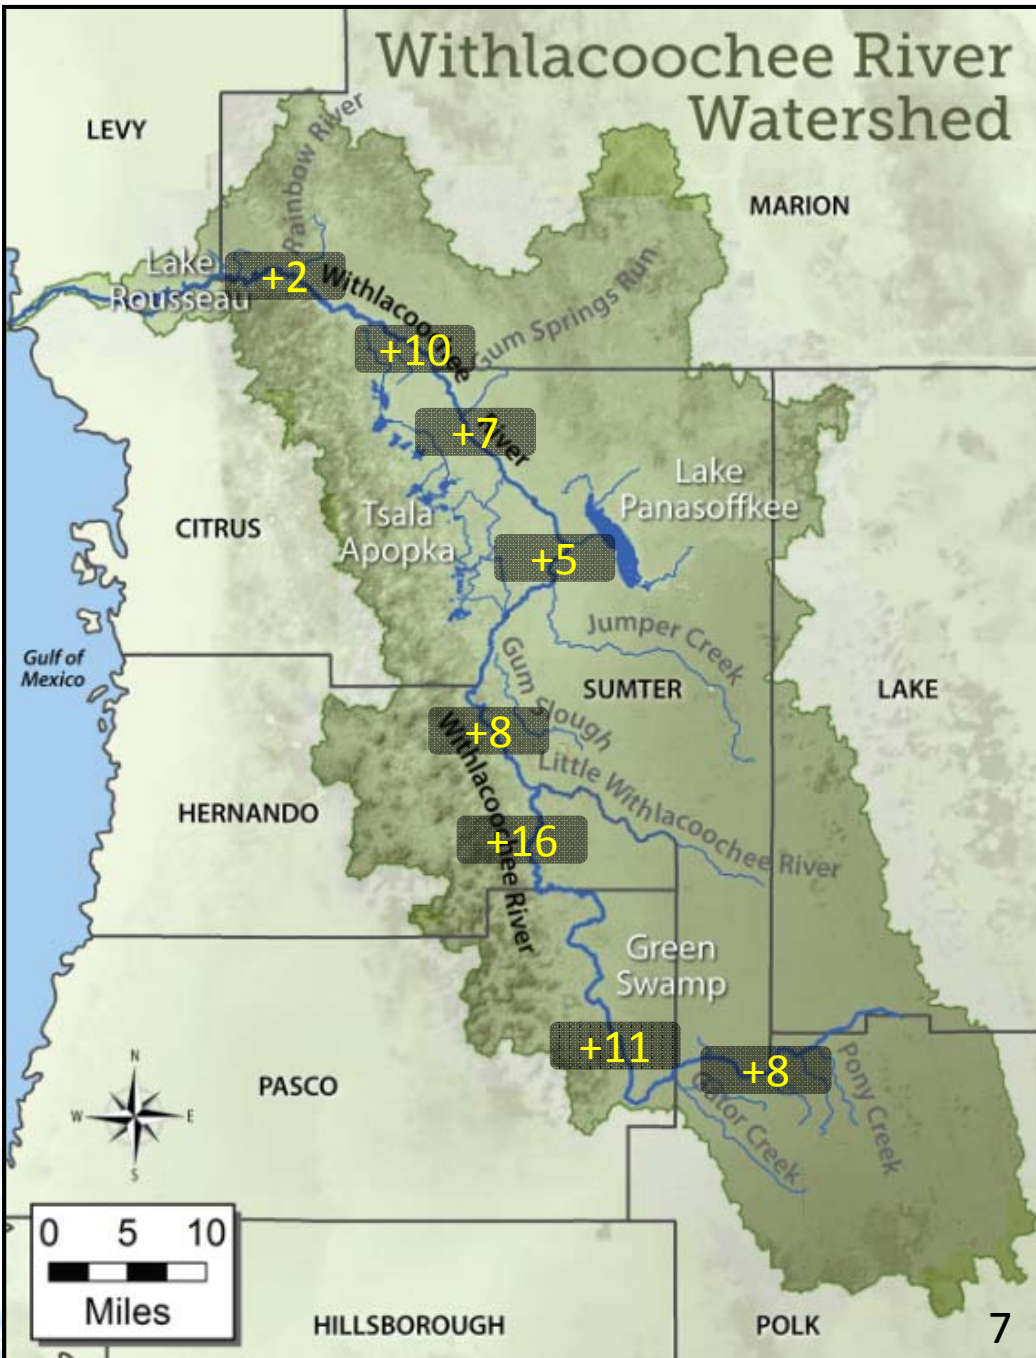 Withlacoochee River
Watershed
LEVY
Rainbow River
MARION
Lake
Rousseau
+2
Withlacoochee
River
+10
Gum Springs Run
+7
Lake
Panasoffkee
CITRUS
Tsala
Apopka
+5
Jumper Creek
Gulf of
Mexico
Gum Slough
SUMTER
LAKE
+8
Withlacoochee River
Little Withlacoochee River
HERNANDO
+16
Green
Swamp
+11
+8
Pony Creek
Gator Creek
PASCO
N
W
E
S
0 5 10
Miles
HILLSBOROUGH
POLK
7